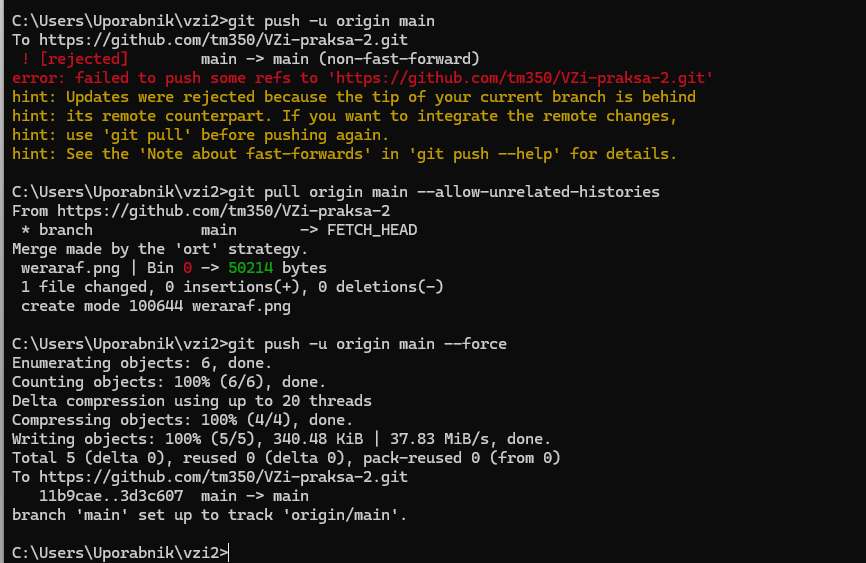 C:\Users\Uporabnik\vzi2>git push -u origin main
To https://github.com/tm350/VZi-praksa-2.git
 ! [rejected]        main -> main (non-fast-forward)
error: failed to push some refs to 'https://github.com/tm350/VZi-praksa-2.git'
hint: Updates were rejected because the tip of your current branch is behind
hint: its remote counterpart. If you want to integrate the remote changes,
hint: use 'git pull' before pushing again.
hint: See the 'Note about fast-forwards' in 'git push --help' for details.
C:\Users\Uporabnik\vzi2>git pull origin main --allow-unrelated-histories
From https://github.com/tm350/VZi-praksa-2
 * branch            main       -> FETCH_HEAD
Merge made by the 'ort' strategy.
 weraraf.png | Bin 0 -> 50214 bytes
 1 file changed, 0 insertions(+), 0 deletions(-)
 create mode 100644 weraraf.png
C:\Users\Uporabnik\vzi2>git push -u origin main --force
Enumerating objects: 6, done.
Counting objects: 100% (6/6), done.
Delta compression using up to 20 threads
Compressing objects: 100% (4/4), done.
Writing objects: 100% (5/5), 340.48 KiB | 37.83 MiB/s, done.
Total 5 (delta 0), reused 0 (delta 0), pack-reused 0 (from 0)
To https://github.com/tm350/VZi-praksa-2.git
   11b9cae..3d3c607  main -> main
branch 'main' set up to track 'origin/main'.
C:\Users\Uporabnik\vzi2>